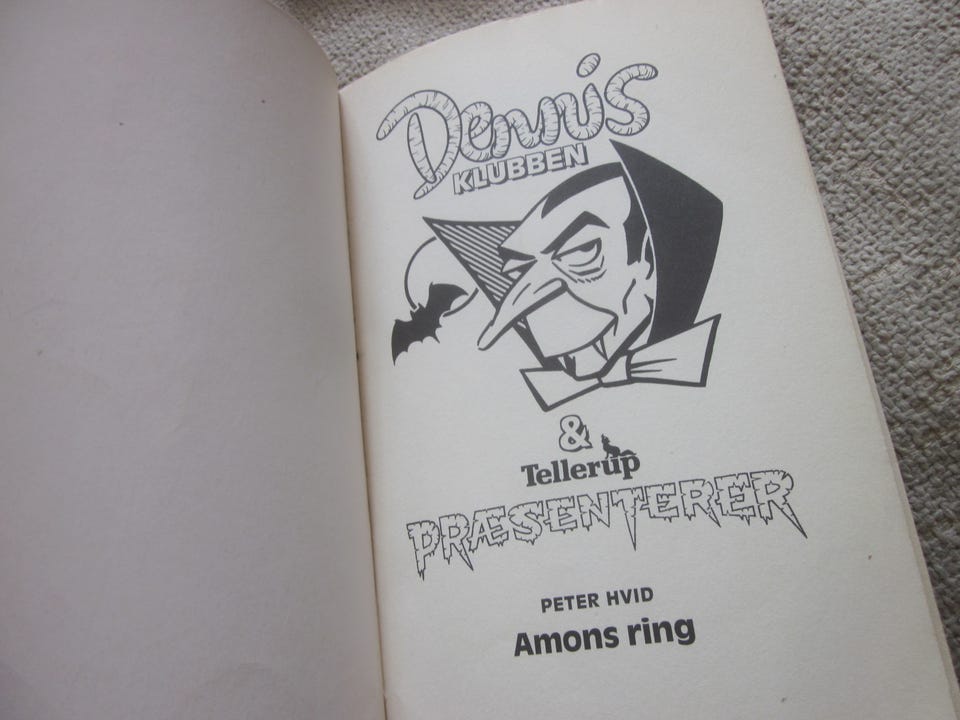 Dennis
KLUBBEN
&
Tellerup
PRÆSENTERER
PETER HVID
Amons ring